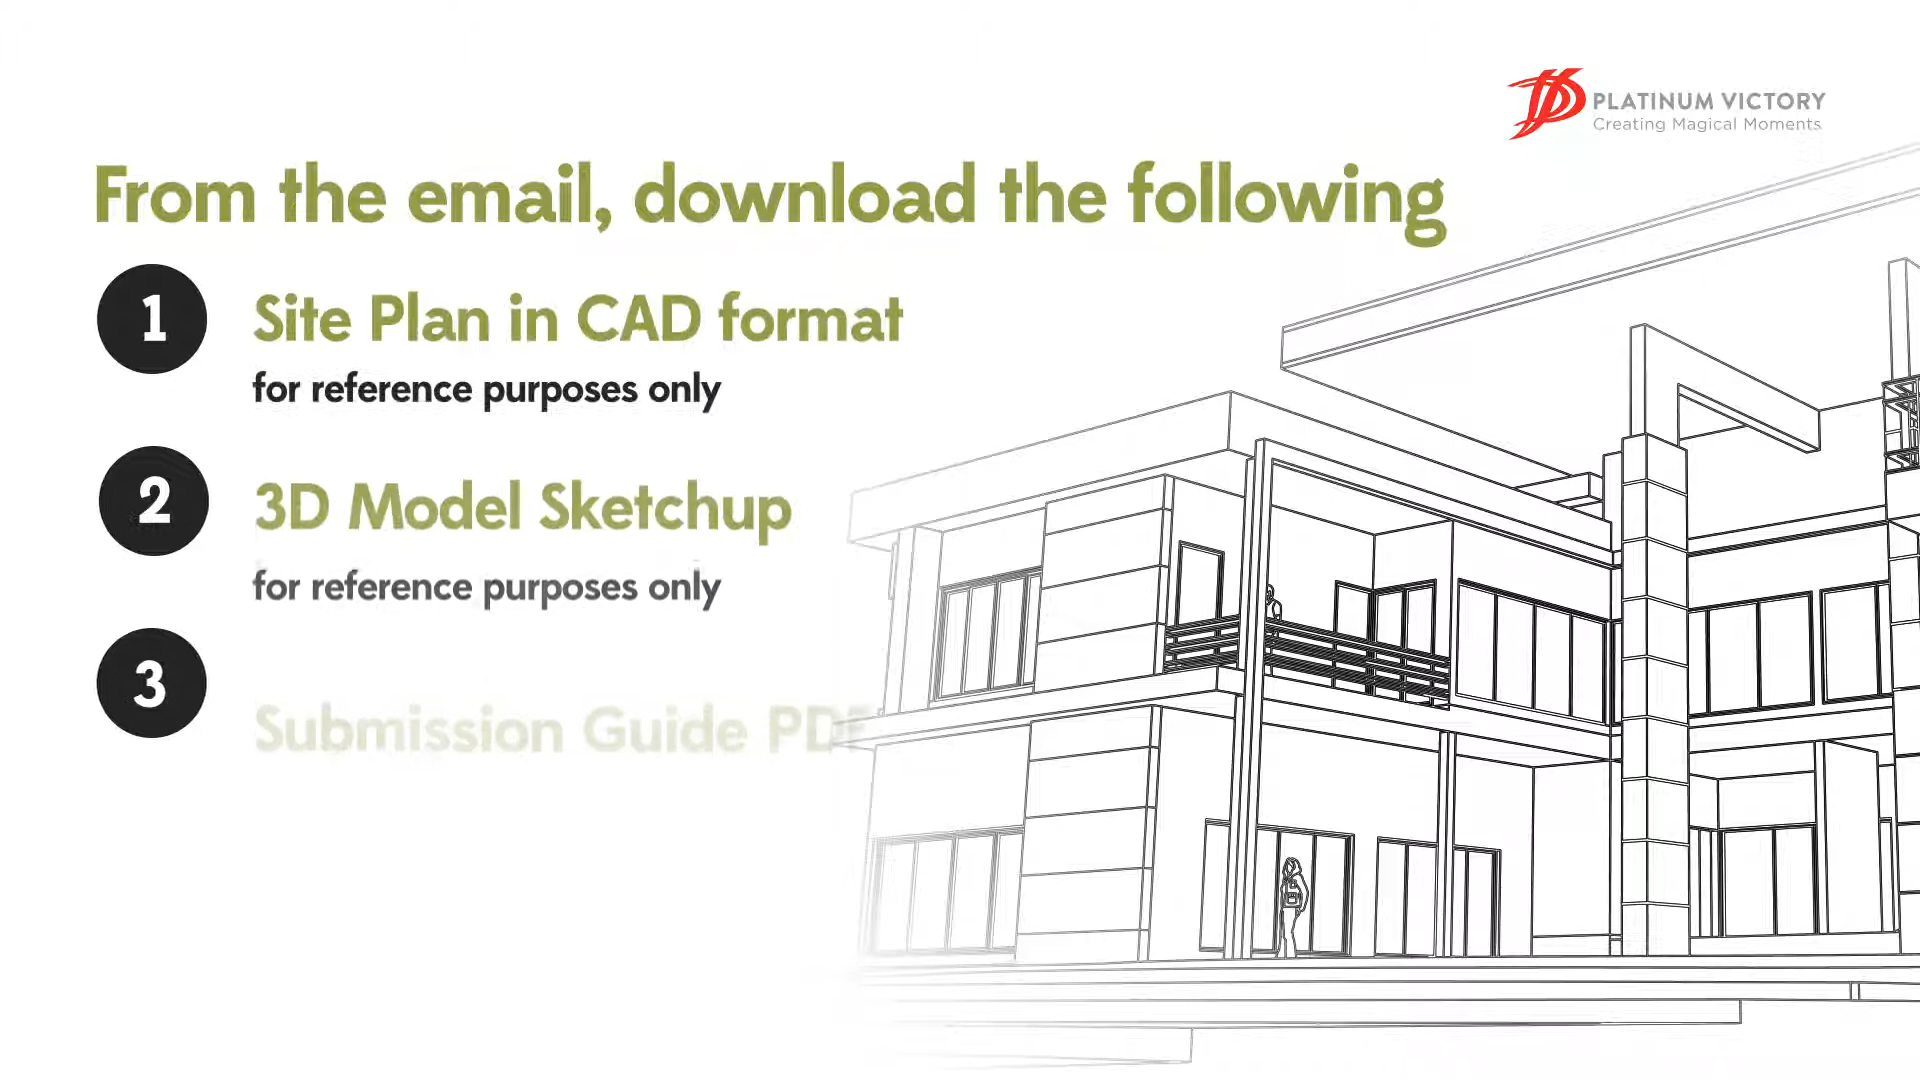 PLATINUM VICTORY
Creating Magical Moments
From the email, download the following
1
Site Plan in CAD format
for reference purposes only
2
3D Model Sketchup
for reference purposes only
3
Submission Guide PDF